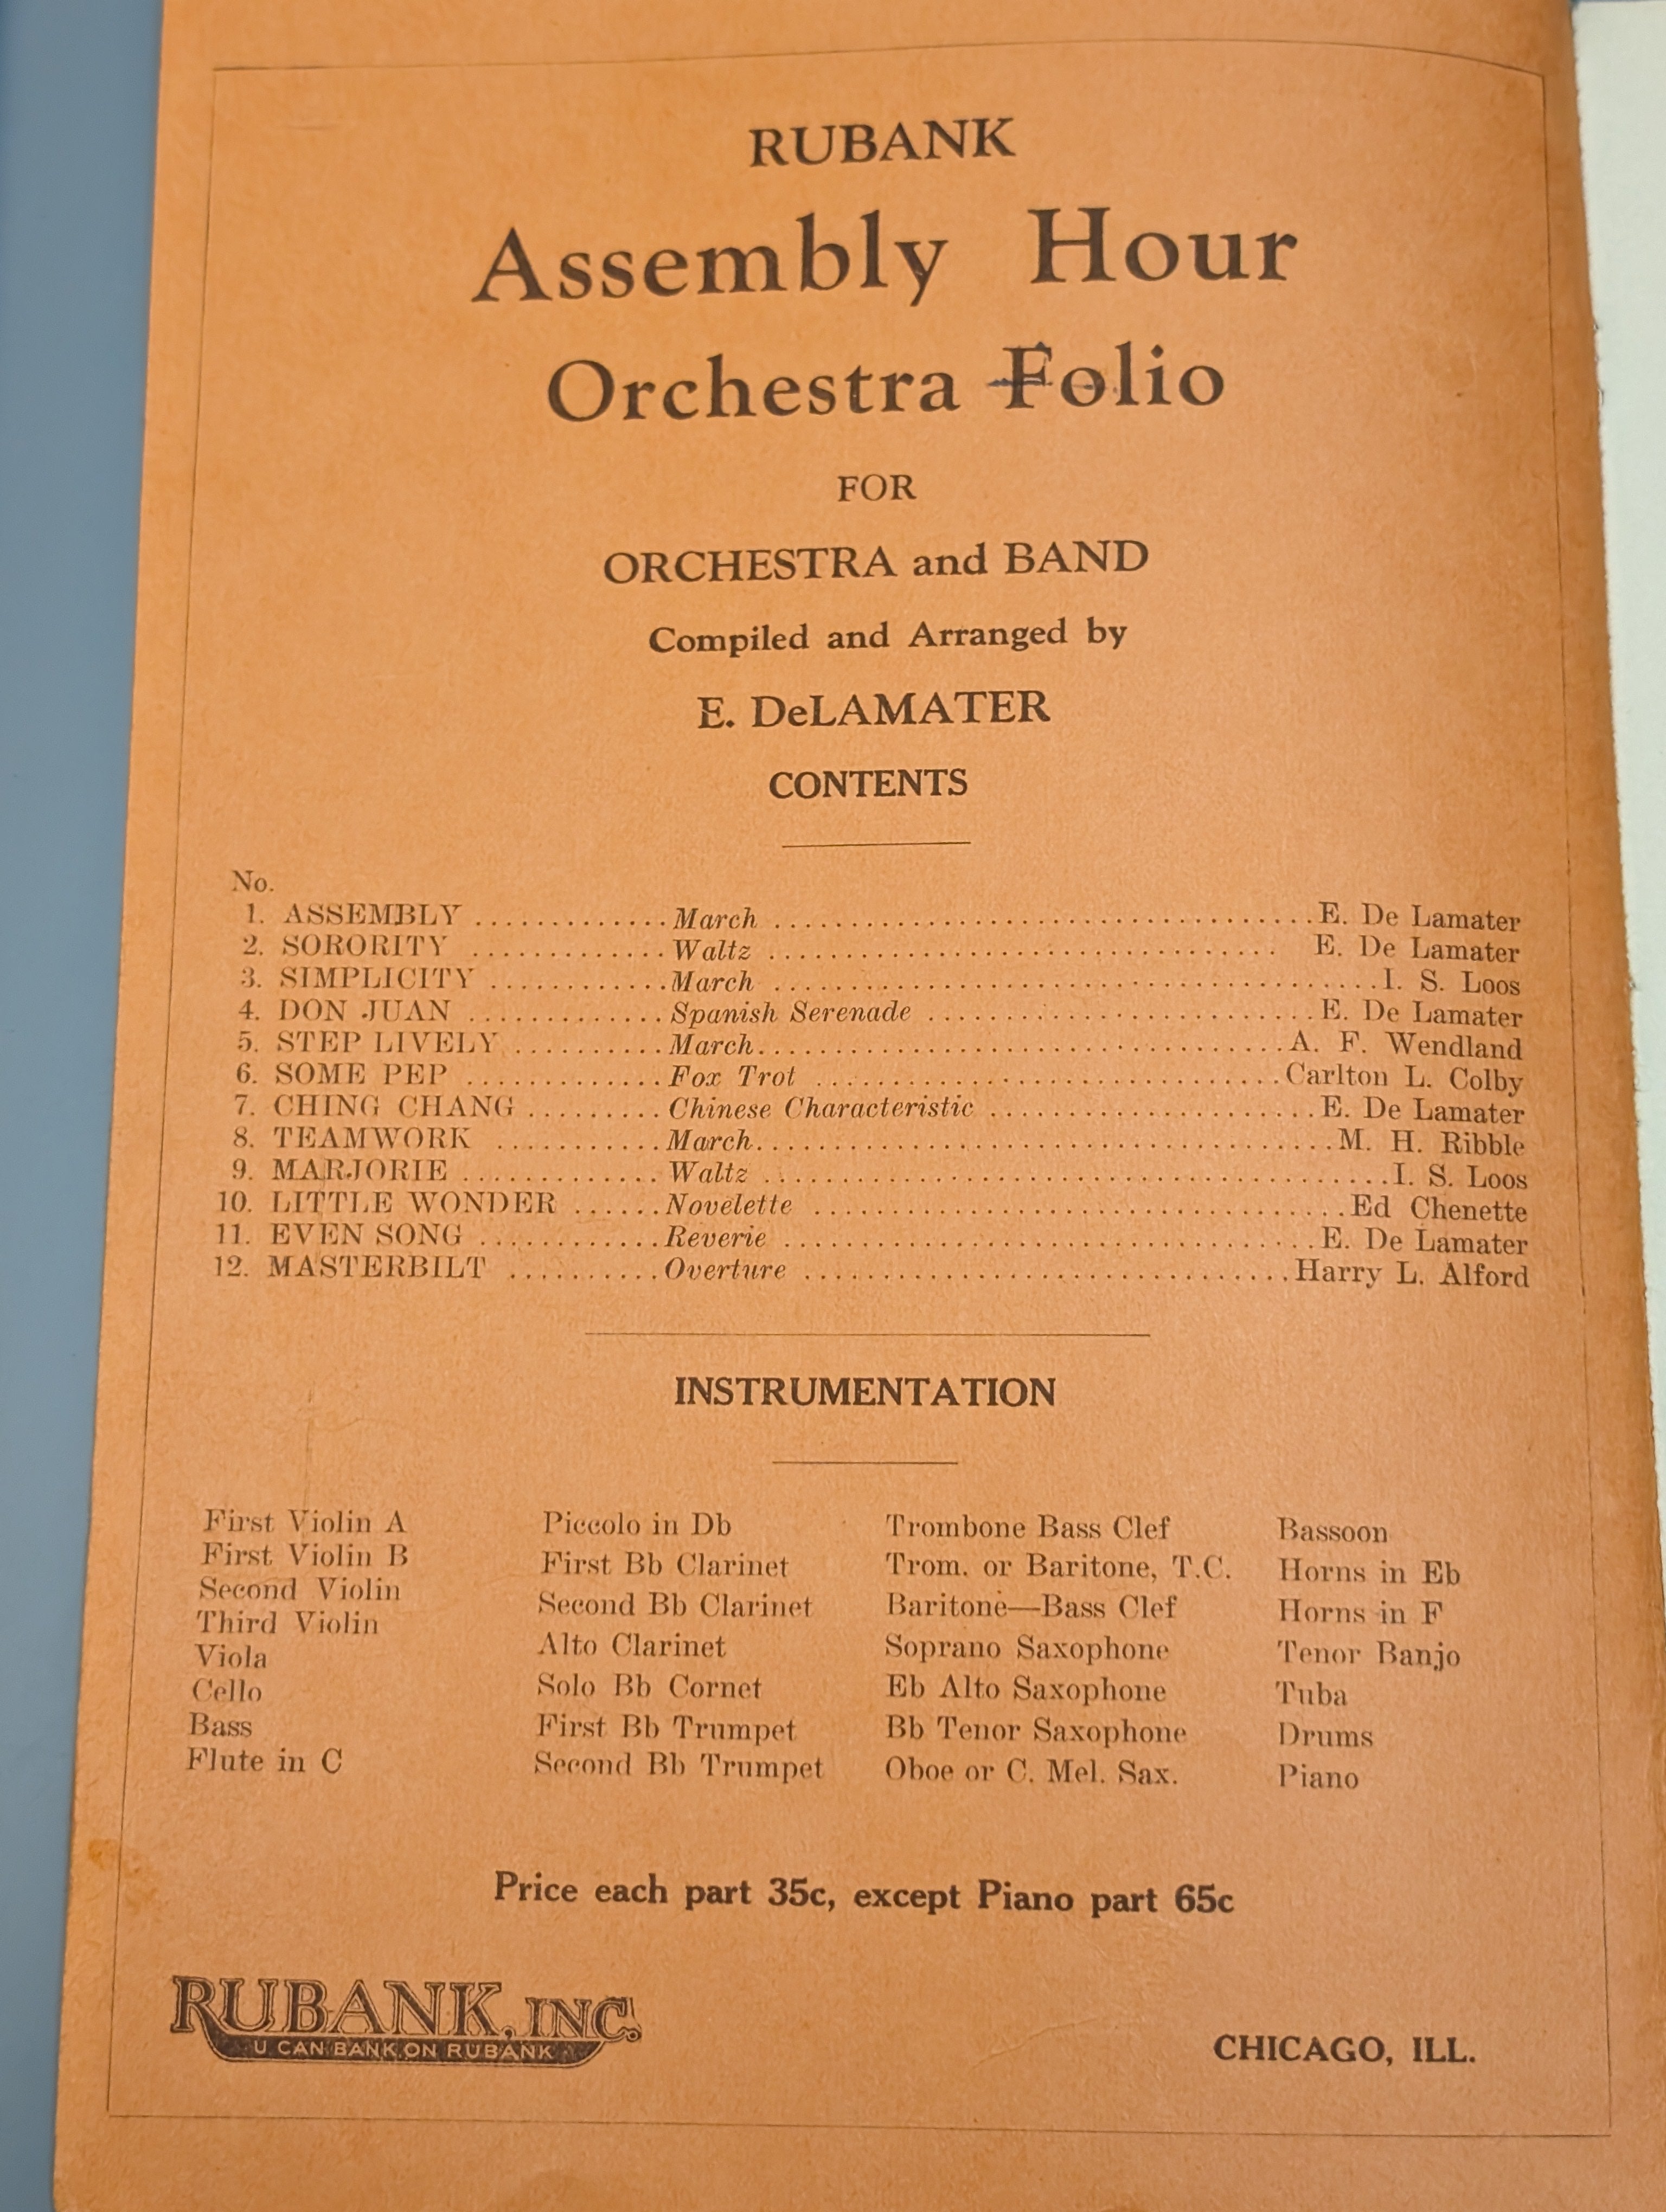 RUBANK
Assembly Hour
Orchestra Folio
FOR
ORCHESTRA and BAND
Compiled and Arranged by
E. DeLAMATER
CONTENTS
No.
1. ASSEMBLY ............. March .................................. E. De Lamater
2. SORORITY ............. Waltz ................................ E. De Lamater
3. SIMPLICITY ............ March ...................................... I. S. Loos
4. DON JUAN ............. Spanish Serenade ........................ E. De Lamater
5. STEP LIVELY .......... March .................................. A. F. Wendland
6. SOME PEP ............. Fox Trot .............................. Carlton L. Colby
7. CHING CHANG ......... Chinese Characteristic ..................... E. De Lamater
8. TEAMWORK ............ March ..................................... M. H. Ribble
9. MARJORIE ............. Waltz ....................................... I. S. Loos
10. LITTLE WONDER ...... Novelette .................................. Ed Chenette
11. EVEN SONG ............ Reverie .................................. E. De Lamater
12. MASTERBILT .......... Overture ............................... Harry L. Alford
INSTRUMENTATION
First Violin A
First Violin B
Second Violin
Third Violin
Viola
Cello
Bass
Flute in C
Piccolo in Db
First Bb Clarinet
Second Bb Clarinet
Alto Clarinet
Solo Bb Cornet
First Bb Trumpet
Second Bb Trumpet
Trombone Bass Clef
Trom. or Baritone, T.C.
Baritone—Bass Clef
Soprano Saxophone
Eb Alto Saxophone
Bb Tenor Saxophone
Oboe or C. Mel. Sax.
Bassoon
Horns in Eb
Horns in F
Tenor Banjo
Tuba
Drums
Piano
Price each part 35c, except Piano part 65c
RUBANK, INC.
U CAN BANK ON RUBANK
CHICAGO, ILL.